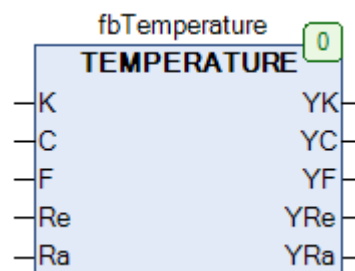 fbTemperature
0
TEMPERATURE
K YK
C YC
F YF
Re YRe
Ra YRa